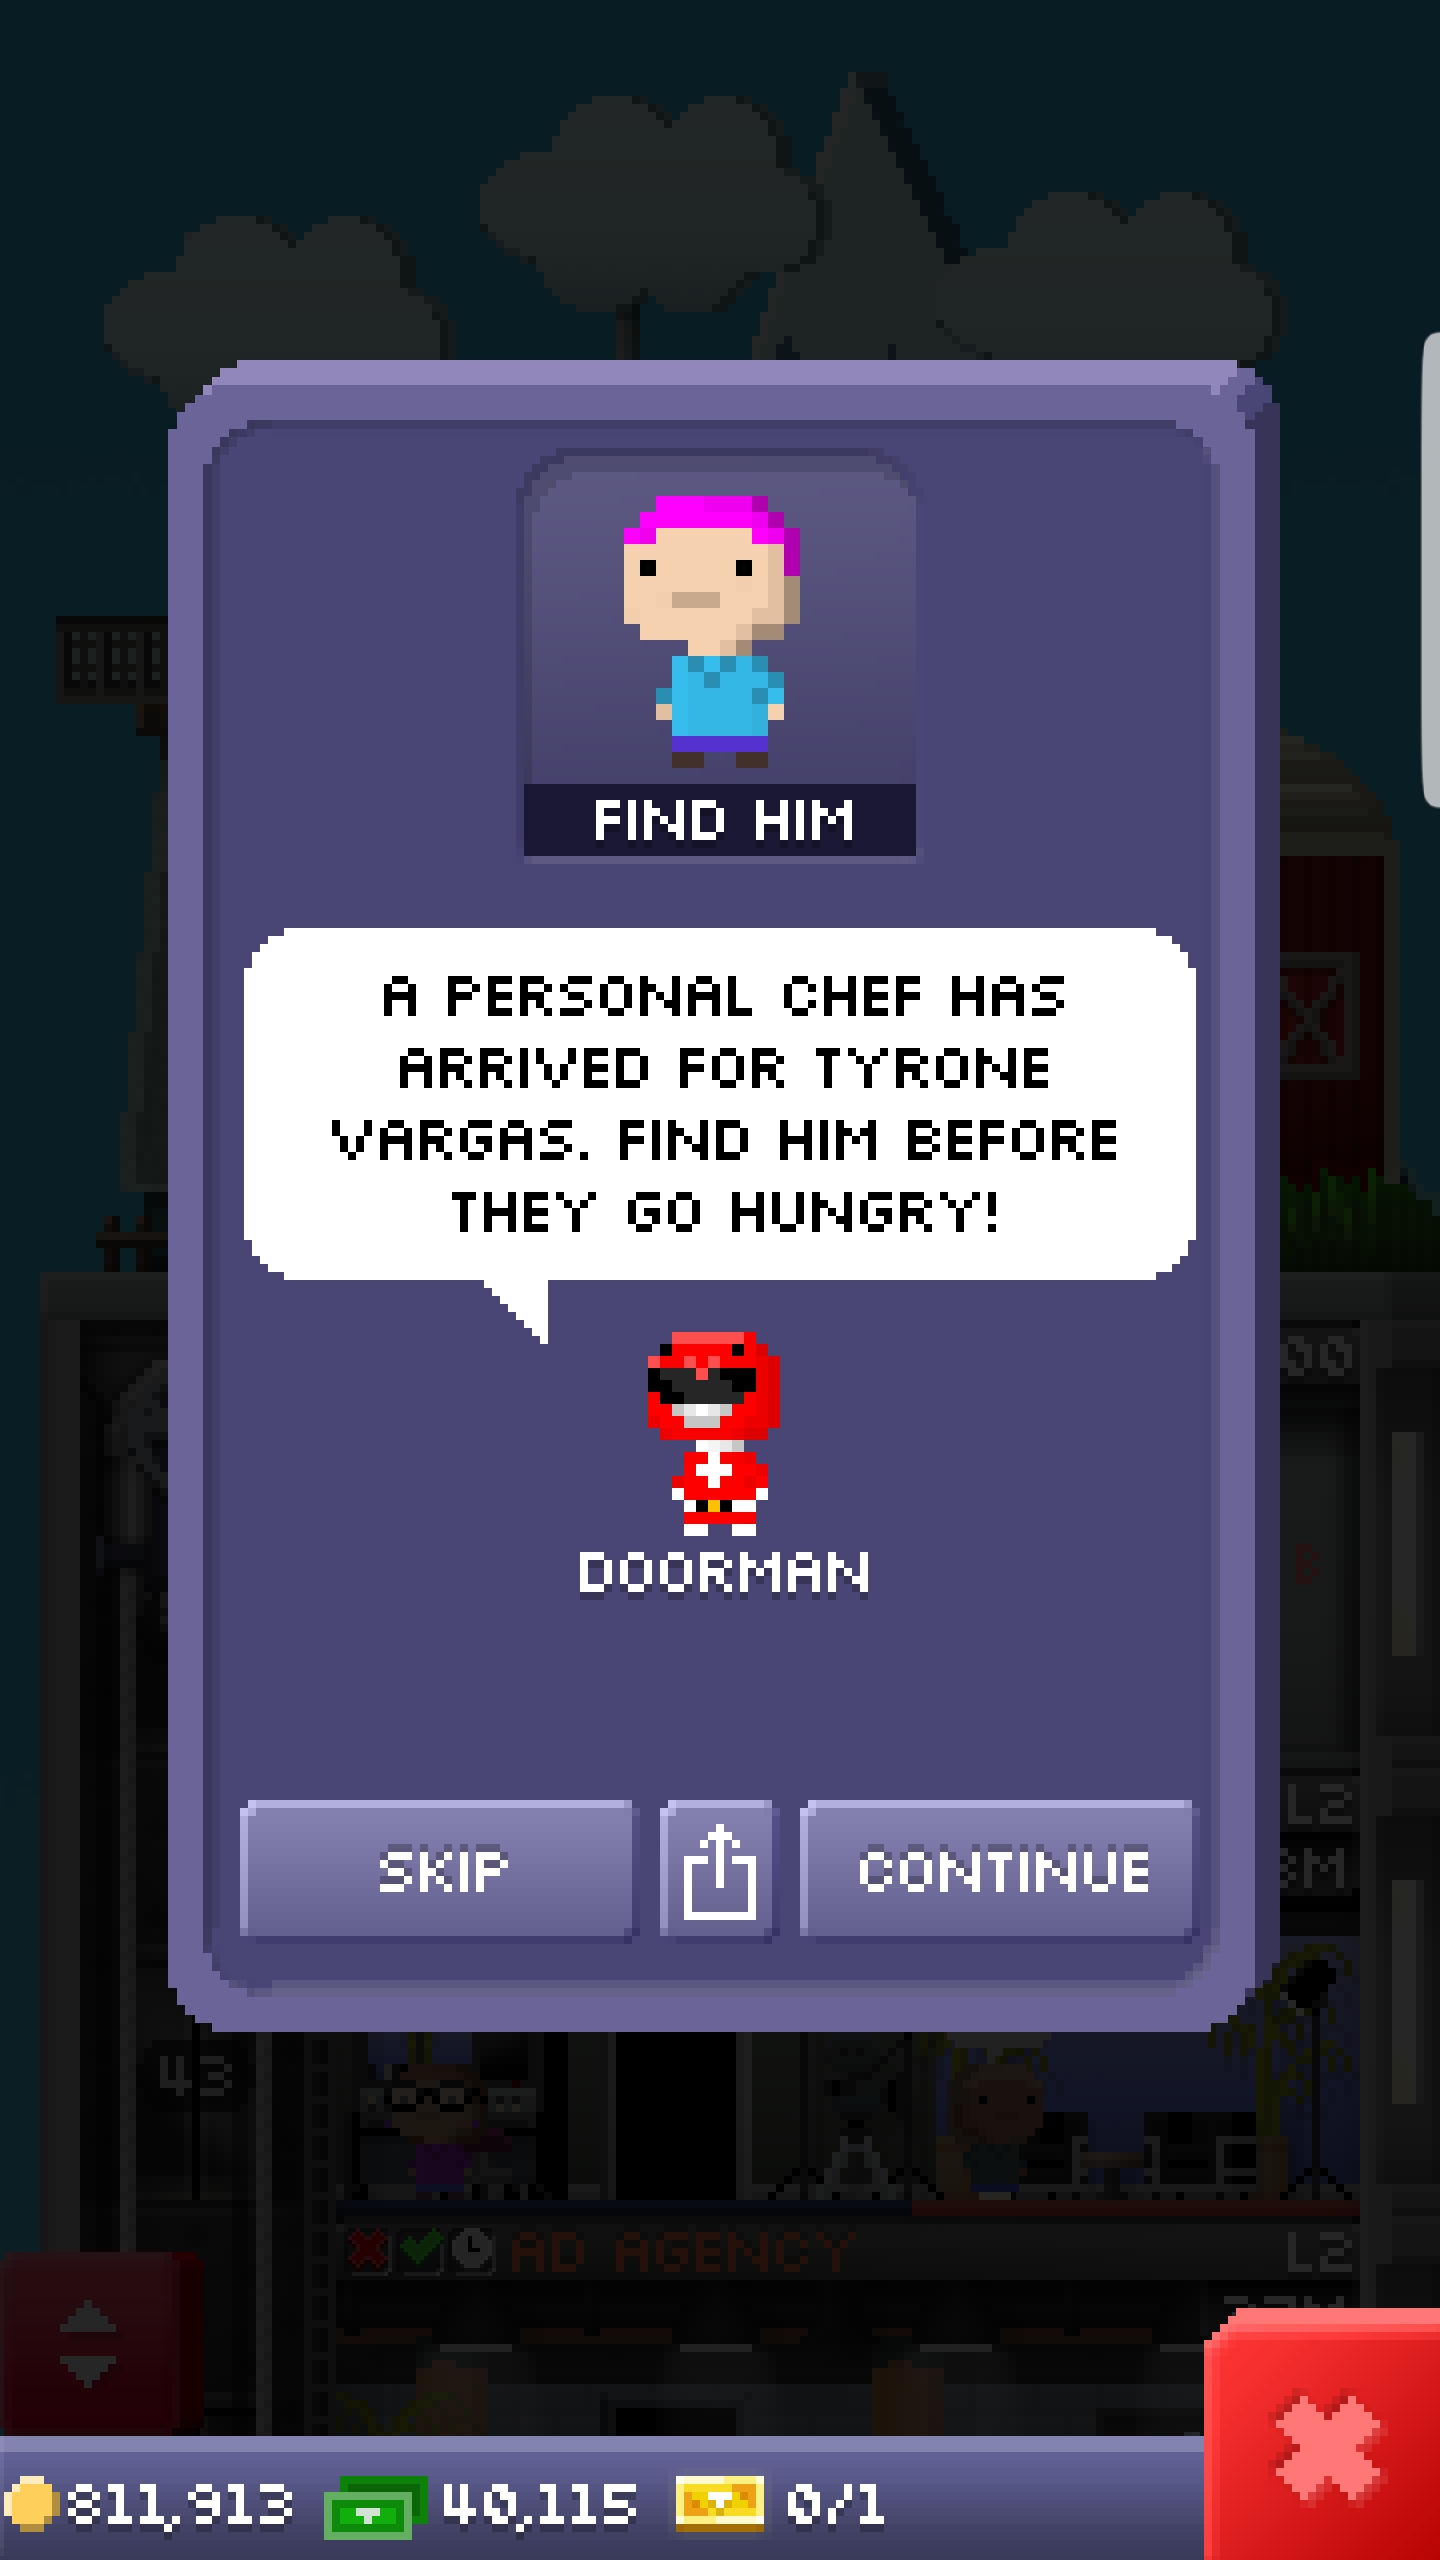 FIND HIM
A PERSONAL CHEF HAS
ARRIVED FOR TYRONE
VARGAS. FIND HIM BEFORE
THEY GO HUNGRY!
DOORMAN
SKIP
CONTINUE
L2
43
AD AGENCY
L2
811,913
40,115
0/1